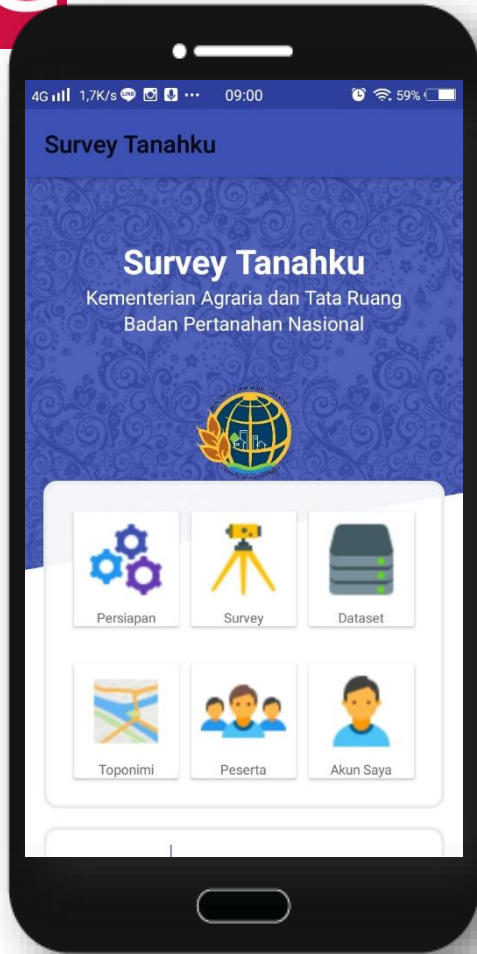 4G 1,7K/s LINE ... 09:00 59%
Survey Tanahku
Survey Tanahku
Kementerian Agraria dan Tata Ruang
Badan Pertanahan Nasional
Persiapan Survey Dataset
Toponimi Peserta Akun Saya